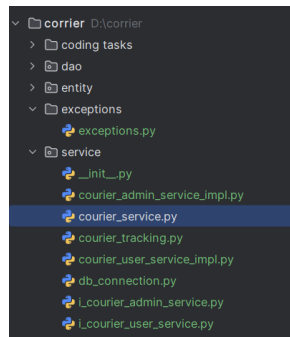 corrier D:\corrier
coding tasks
dao
entity
exceptions
exceptions.py
service
__init__.py
courier_admin_service_impl.py
courier_service.py
courier_tracking.py
courier_user_service_impl.py
db_connection.py
i_courier_admin_service.py
i_courier_user_service.py